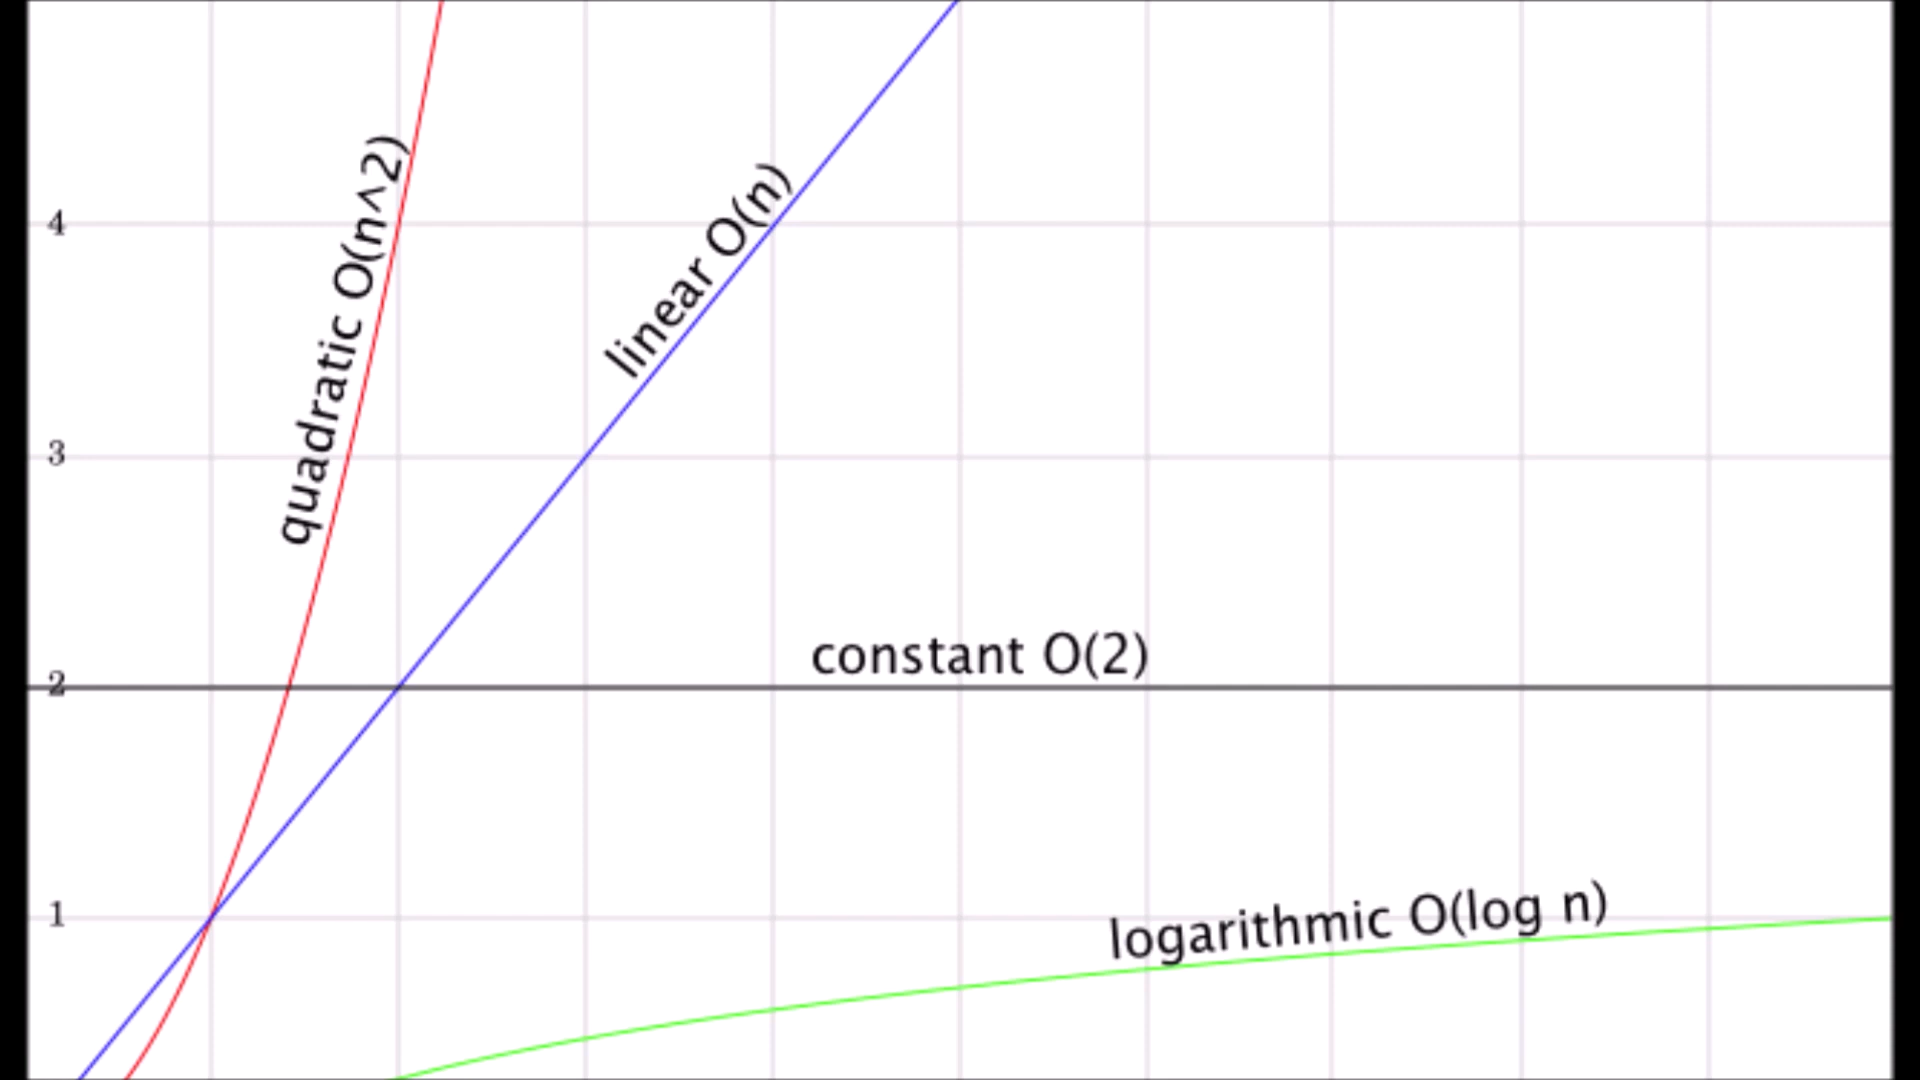 quadratic O(n^2)
linear O(n)
4
3
constant O(2)
2
logarithmic O(log n)
1